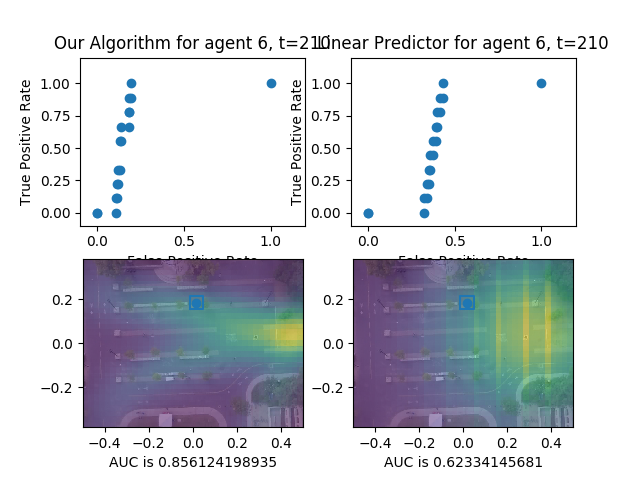 Our Algorithm for agent 6, t=210
Linear Predictor for agent 6, t=210
True Positive Rate
1.00
0.75
0.50
0.25
0.00
0.0 0.5 1.0
False Positive Rate
True Positive Rate
1.00
0.75
0.50
0.25
0.00
0.0 0.5 1.0
False Positive Rate
0.2
0.0
−0.2
−0.4 −0.2 0.0 0.2 0.4
AUC is 0.856124198935
0.2
0.0
−0.2
−0.4 −0.2 0.0 0.2 0.4
AUC is 0.62334145681